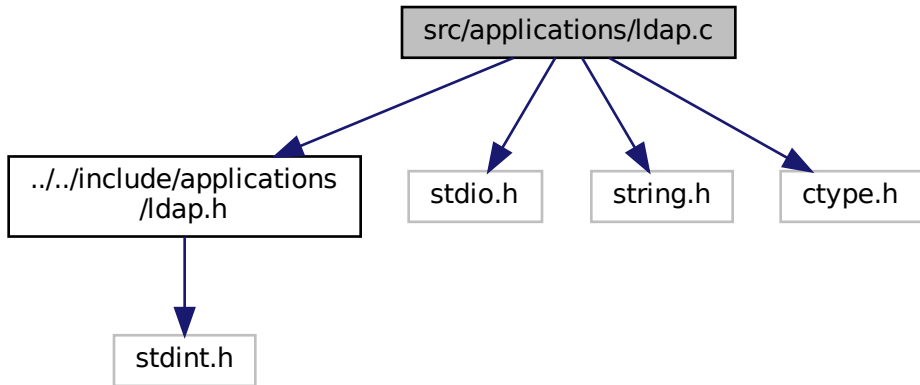 src/applications/ldap.c
../../include/applications
/ldap.h
stdio.h
string.h
ctype.h
stdint.h